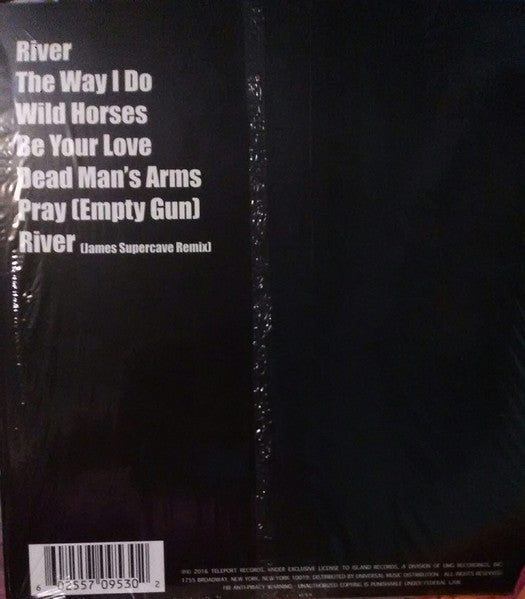 River
The Way I Do
Wild Horses
Be Your Love
Dead Man's Arms
Pray (Empty Gun)
River (James Supercave Remix)
6 02557 09530 2
2016 TELEPORT RECORDS, UNDER EXCLUSIVE LICENSE TO ISLAND RECORDS, A DIVISION OF UMG RECORDINGS, INC.
1755 BROADWAY, NEW YORK, NEW YORK 10019. DISTRIBUTED BY UNIVERSAL MUSIC DISTRIBUTION. ALL RIGHTS RESERVED.
FBI ANTI-PIRACY WARNING: UNAUTHORIZED COPYING IS PUNISHABLE UNDER FEDERAL LAW.